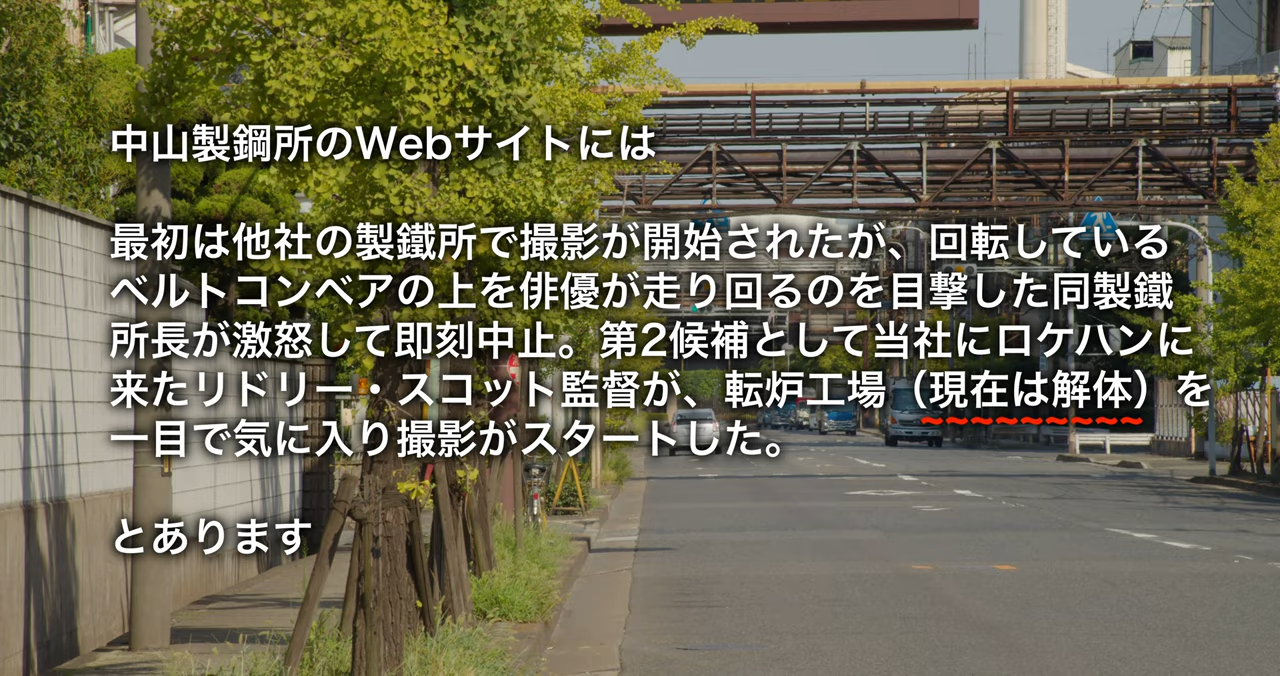 中山製鋼所のWebサイトには
最初は他社の製鐵所で撮影が開始されたが、回転している
ベルトコンベアの上を俳優が走り回るのを目撃した同製鐵
所長が激怒して即刻中止。第2候補として当社にロケハンに
来たリドリー・スコット監督が、転炉工場（現在は解体）を
一目で気に入り撮影がスタートした。
とあります